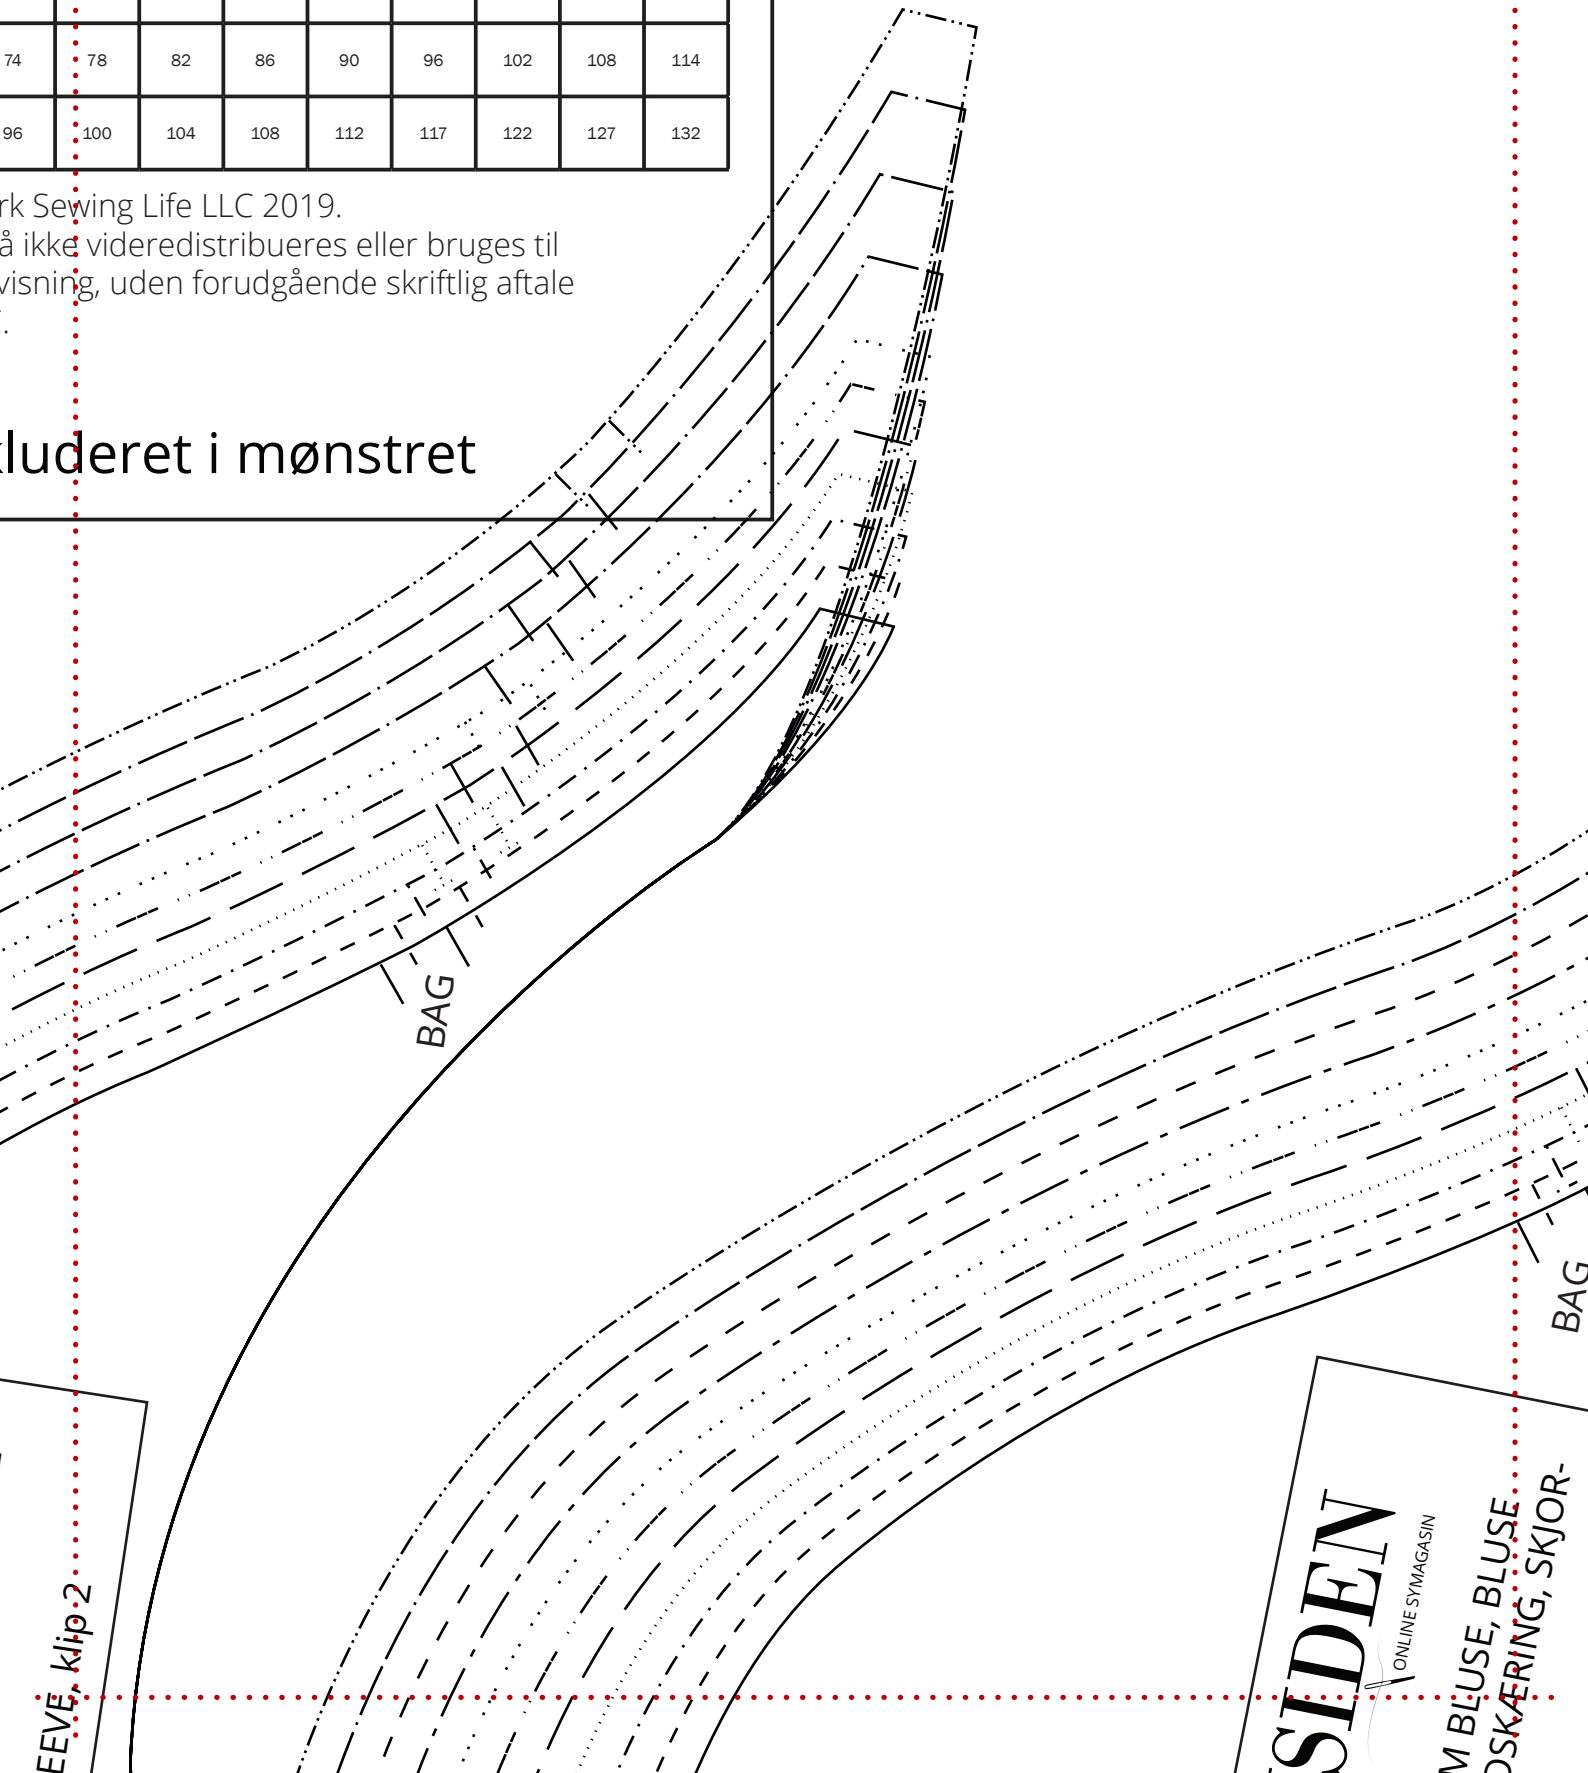 74 78 82 86 90 96 102 108 114
96 100 104 108 112 117 122 127 132
rk Sewing Life LLC 2019.
å ikke videredistribueres eller bruges til
visning, uden forudgående skriftlig aftale
kluderet i mønstret
BAG
BAG
EEVE, klip 2
SIDEN
ONLINE SYMAGASIN
M BLUSE, BLUSE
OSKÆRING, SKJOR-